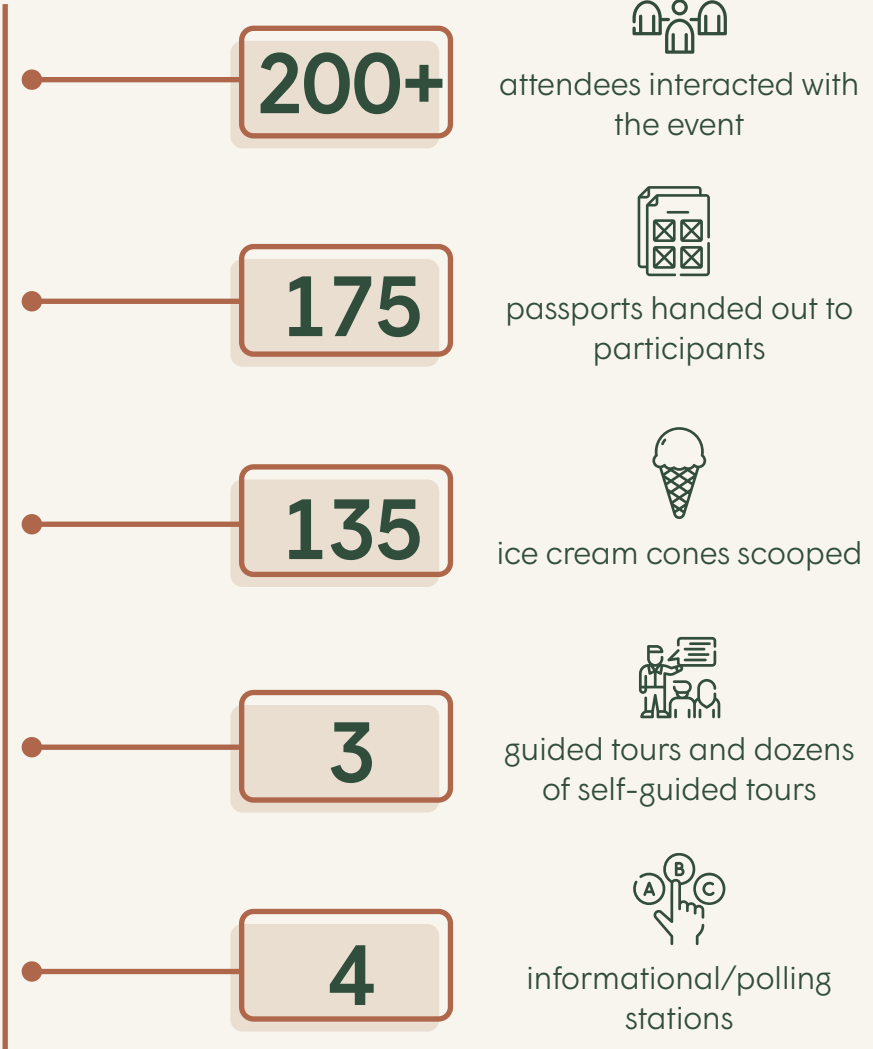 200+
attendees interacted with
the event
175
passports handed out to
participants
135
ice cream cones scooped
3
guided tours and dozens
of self-guided tours
A
B
C
4
informational/polling
stations